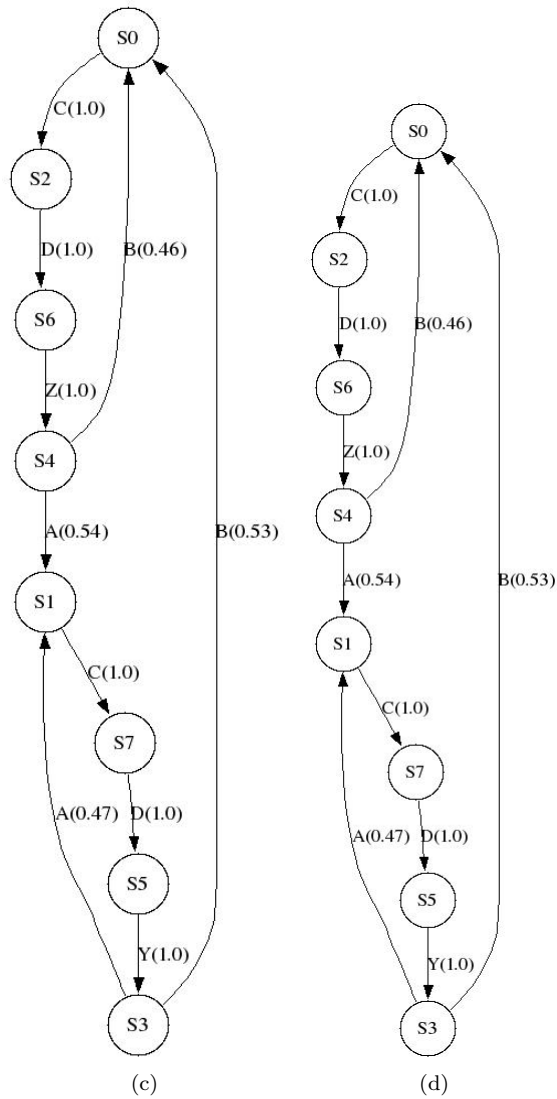 S0
C(1.0)
S2
D(1.0)
B(0.46)
S6
Z(1.0)
S4
A(0.54)
B(0.53)
S1
C(1.0)
S7
A(0.47)
D(1.0)
S5
Y(1.0)
S3
(c)
S0
C(1.0)
S2
D(1.0)
B(0.46)
S6
Z(1.0)
S4
A(0.54)
B(0.53)
S1
C(1.0)
S7
A(0.47)
D(1.0)
S5
Y(1.0)
S3
(d)